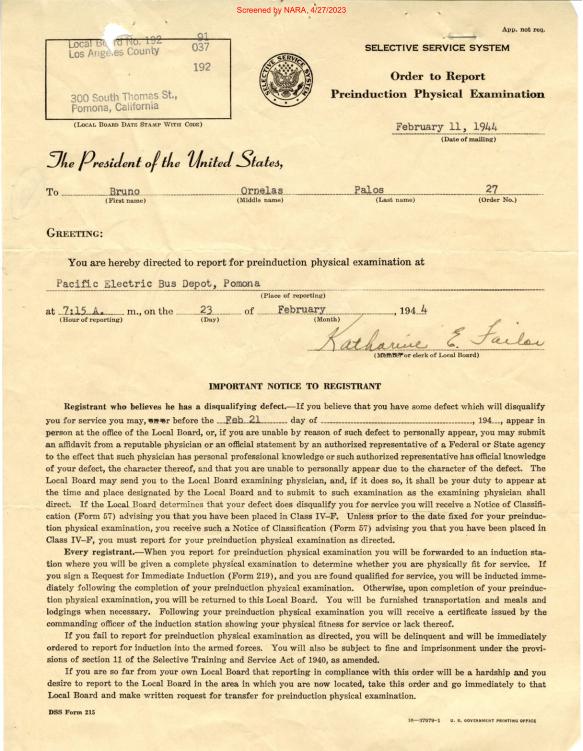 Screened by NARA, 4/27/2023
App. not req.
Local Board No. 192 91
Los Angeles County 037
192
300 South Thomas St.,
Pomona, California
(LOCAL BOARD DATE STAMP WITH CODE)
SELECTIVE SERVICE SYSTEM
SELECTIVE SERVICE SYSTEM
Order to Report
Preinduction Physical Examination
February 11, 1944
(Date of mailing)
The President of the United States,
To Bruno Ornelas Palos 27
(First name) (Middle name) (Last name) (Order No.)
GREETING:
You are hereby directed to report for preinduction physical examination at
Pacific Electric Bus Depot, Pomona
(Place of reporting)
at 7:15 A. m., on the 23 of February, 194 4
(Hour of reporting) (Day) (Month)
Katharine E. Failor
(Member or clerk of Local Board)
IMPORTANT NOTICE TO REGISTRANT
Registrant who believes he has a disqualifying defect.—If you believe that you have some defect which will disqualify
you for service you may, before the Feb 21 day of , 194 , appear in
person at the office of the Local Board, or, if you are unable by reason of such defect to personally appear, you may submit
an affidavit from a reputable physician or an official statement by an authorized representative of a Federal or State agency
to the effect that such physician has personal professional knowledge or such authorized representative has official knowledge
of your defect, the character thereof, and that you are unable to personally appear due to the character of the defect. The
Local Board may send you to the Local Board examining physician, and, if it does so, it shall be your duty to appear at
the time and place designated by the Local Board and to submit to such examination as the examining physician shall
direct. If the Local Board determines that your defect does disqualify you for service you will receive a Notice of Classifi-
cation (Form 57) advising you that you have been placed in Class IV–F. Unless prior to the date fixed for your preinduc-
tion physical examination, you receive such a Notice of Classification (Form 57) advising you that you have been placed in
Class IV–F, you must report for your preinduction physical examination as directed.
Every registrant.—When you report for preinduction physical examination you will be forwarded to an induction sta-
tion where you will be given a complete physical examination to determine whether you are physically fit for service. If
you sign a Request for Immediate Induction (Form 219), and you are found qualified for service, you will be inducted imme-
diately following the completion of your preinduction physical examination. Otherwise, upon completion of your preinduc-
tion physical examination, you will be returned to this Local Board. You will be furnished transportation and meals and
lodgings when necessary. Following your preinduction physical examination you will receive a certificate issued by the
commanding officer of the induction station showing your physical fitness for service or lack thereof.
If you fail to report for preinduction physical examination as directed, you will be delinquent and will be immediately
ordered to report for induction into the armed forces. You will also be subject to fine and imprisonment under the provi-
sions of section 11 of the Selective Training and Service Act of 1940, as amended.
If you are so far from your own Local Board that reporting in compliance with this order will be a hardship and you
desire to report to the Local Board in the area in which you are now located, take this order and go immediately to that
Local Board and make written request for transfer for preinduction physical examination.
DSS Form 215
16—37979-1 U. S. GOVERNMENT PRINTING OFFICE